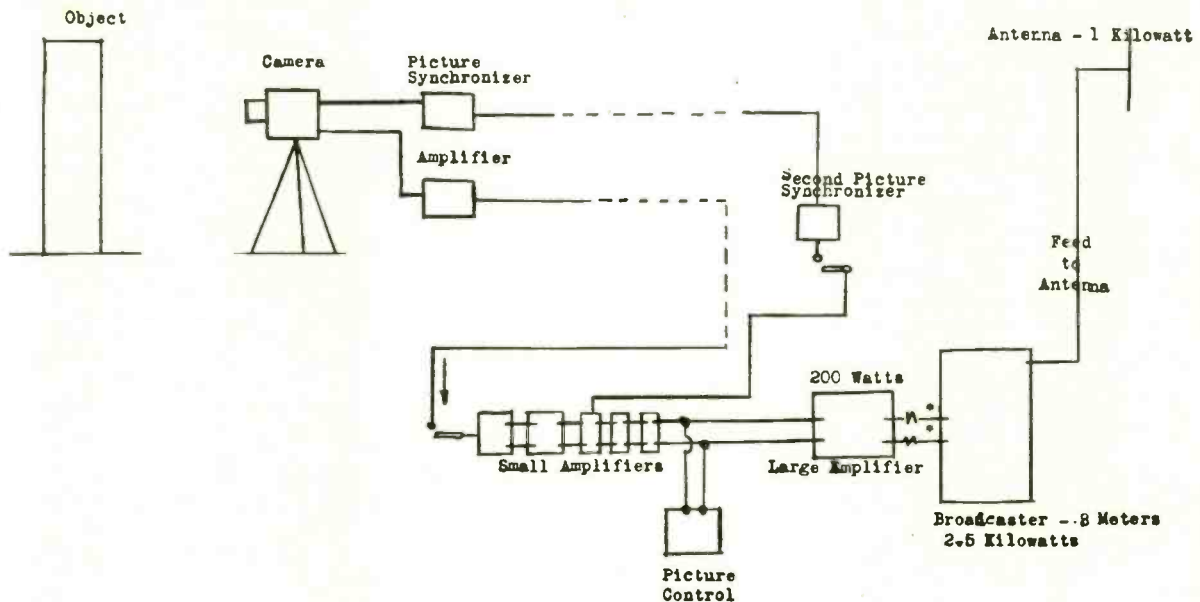 Object
Antenna - 1 Kilowatt
Camera
Picture
Synchronizer
Amplifier
Second Picture
Synchronizer
Feed
to
Antenna
200 Watts
*
*
Small Amplifiers
Large Amplifier
Broadcaster - 8 Meters
2.5 Kilowatts
Picture
Control